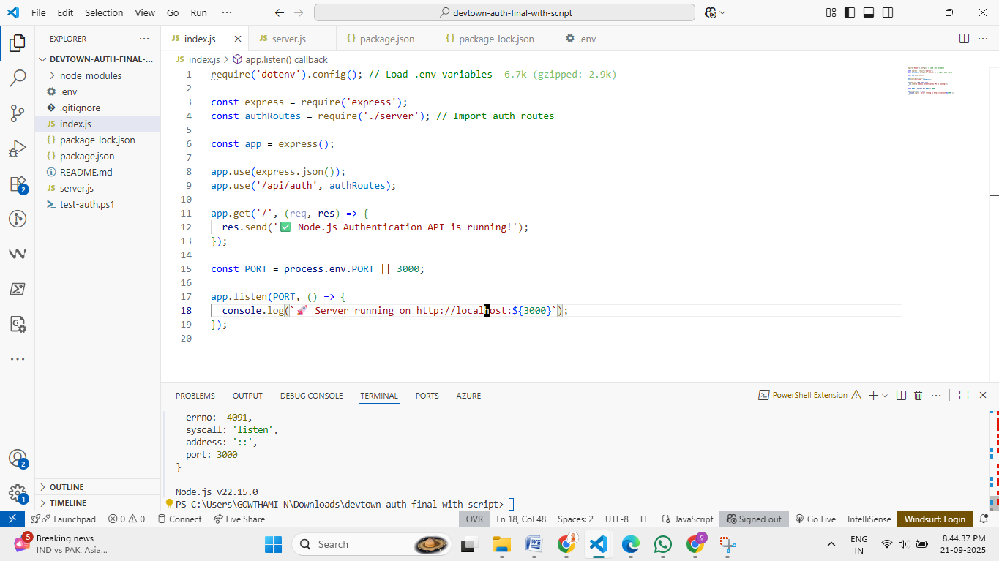 File Edit Selection View Go Run ··· devtown-auth-final-with-script
EXPLORER ···
DEVTOWN-AUTH-FINAL-...
node_modules
.env
.gitignore
JS index.js
{} package-lock.json
{} package.json
README.md
JS server.js
test-auth.ps1
OUTLINE
TIMELINE
2
2
1
JS index.js JS server.js {} package.json {} package-lock.json .env
JS index.js > app.listen() callback
1 require('dotenv').config(); // Load .env variables 6.7k (gzipped: 2.9k)
2
3 const express = require('express');
4 const authRoutes = require('./server'); // Import auth routes
5
6 const app = express();
7
8 app.use(express.json());
9 app.use('/api/auth', authRoutes);
10
11 app.get('/', (req, res) => {
12 res.send('✅ Node.js Authentication API is running!');
13 });
14
15 const PORT = process.env.PORT || 3000;
16
17 app.listen(PORT, () => {
18 console.log(`🚀 Server running on http://localhost:${3000}`);
19 });
20
PROBLEMS OUTPUT DEBUG CONSOLE TERMINAL PORTS AZURE PowerShell Extension
errno: -4091,
syscall: 'listen',
address: '::',
port: 3000
}
Node.js v22.15.0
PS C:\Users\GOWTHAMI N\Downloads\devtown-auth-final-with-script>
Launchpad 0 0 Connect Live Share OVR Ln 18, Col 48 Spaces: 2 UTF-8 LF {} JavaScript Signed out Go Live IntelliSense Windsurf: Login
5 Breaking news
IND vs PAK, Asia...
Search
9
ENG
IN
8.44.37 PM
21-09-2025